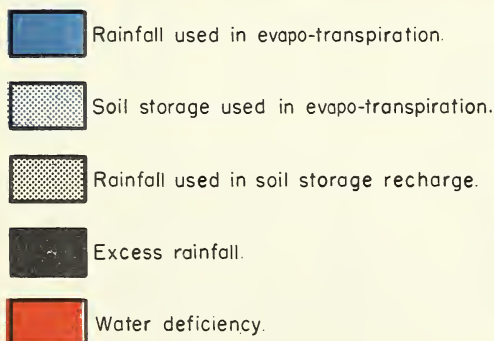 Rainfall used in evapo-transpiration.
Soil storage used in evapo-transpiration.
Rainfall used in soil storage recharge.
Excess rainfall.
Water deficiency.